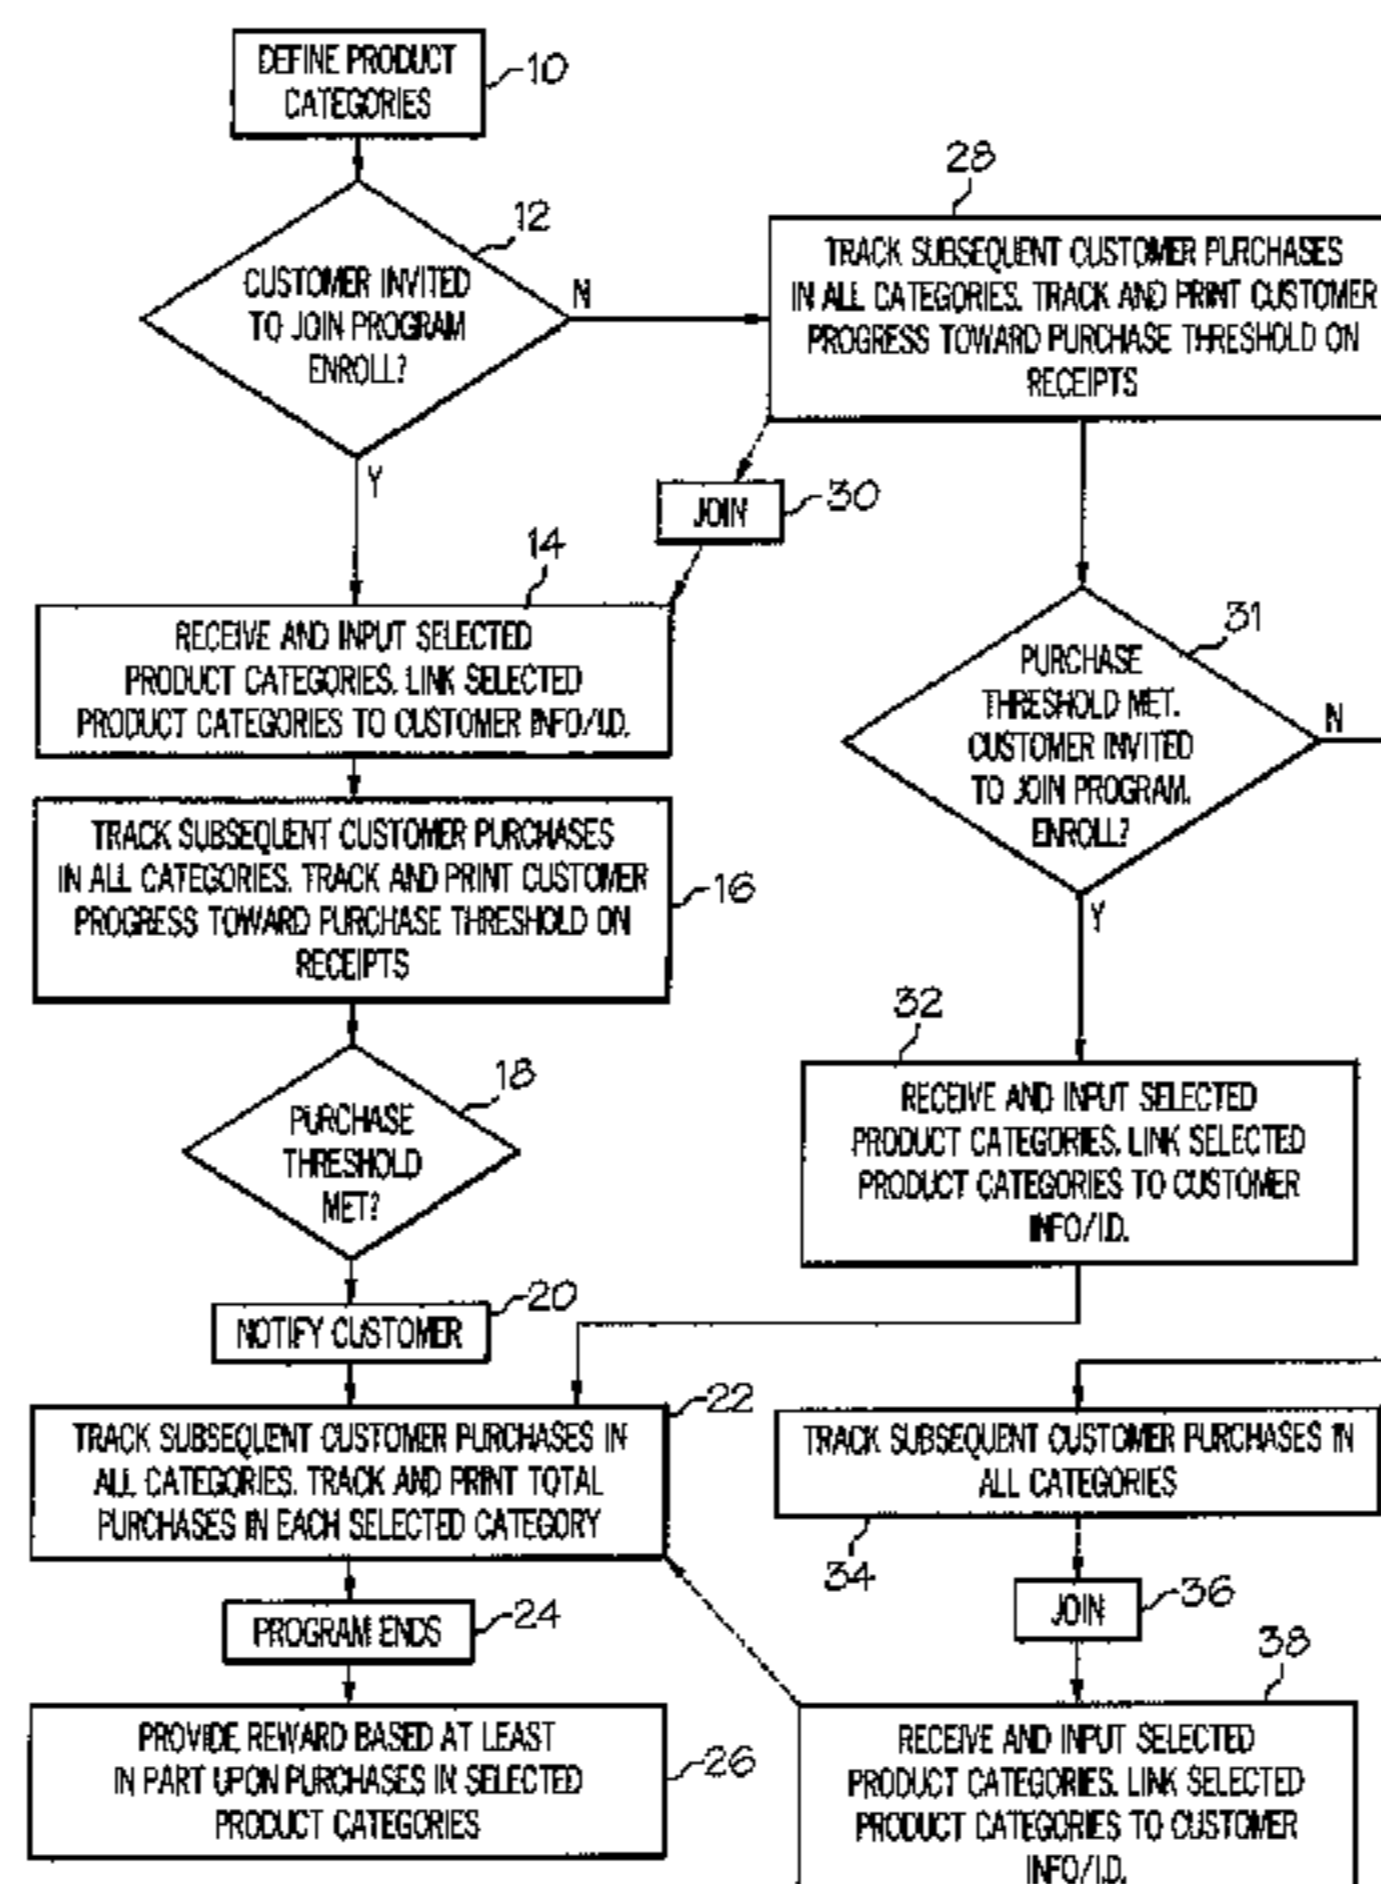 DEFINE PRODUCT
CATEGORIES
10
12
CUSTOMER INVITED
TO JOIN PROGRAM
ENROLL?
N
Y
28
TRACK SUBSEQUENT CUSTOMER PURCHASES
IN ALL CATEGORIES. TRACK AND PRINT CUSTOMER
PROGRESS TOWARD PURCHASE THRESHOLD ON
RECEIPTS
JOIN
30
14
RECEIVE AND INPUT SELECTED
PRODUCT CATEGORIES. LINK SELECTED
PRODUCT CATEGORIES TO CUSTOMER INFO/I.D.
TRACK SUBSEQUENT CUSTOMER PURCHASES
IN ALL CATEGORIES. TRACK AND PRINT CUSTOMER
PROGRESS TOWARD PURCHASE THRESHOLD ON
RECEIPTS
16
31
PURCHASE
THRESHOLD MET.
CUSTOMER INVITED
TO JOIN PROGRAM.
ENROLL?
N
Y
18
PURCHASE
THRESHOLD
MET?
32
RECEIVE AND INPUT SELECTED
PRODUCT CATEGORIES. LINK SELECTED
PRODUCT CATEGORIES TO CUSTOMER
INFO/I.D.
NOTIFY CUSTOMER
20
22
TRACK SUBSEQUENT CUSTOMER PURCHASES IN
ALL CATEGORIES. TRACK AND PRINT TOTAL
PURCHASES IN EACH SELECTED CATEGORY
TRACK SUBSEQUENT CUSTOMER PURCHASES IN
ALL CATEGORIES
34
PROGRAM ENDS
24
JOIN
36
38
PROVIDE REWARD BASED AT LEAST
IN PART UPON PURCHASES IN SELECTED
PRODUCT CATEGORIES
26
RECEIVE AND INPUT SELECTED
PRODUCT CATEGORIES. LINK SELECTED
PRODUCT CATEGORIES TO CUSTOMER
INFO/I.D.